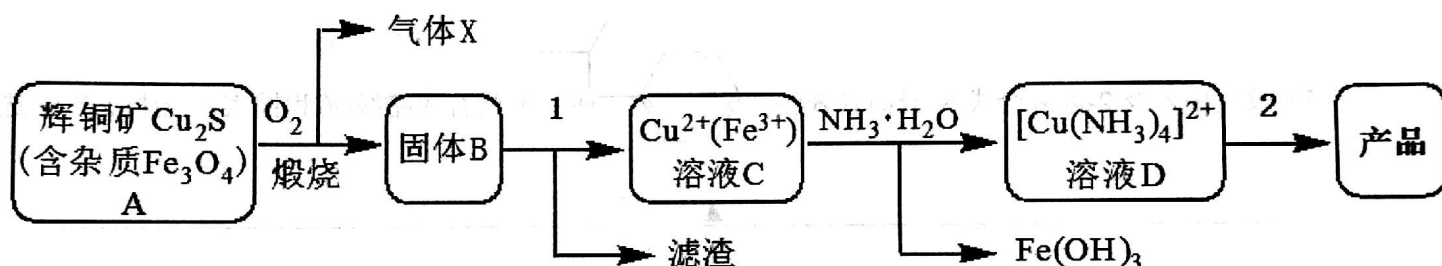 气体X
辉铜矿Cu₂S
(含杂质Fe₃O₄)
A
O₂
煅烧
固体B
1
滤渣
Cu²⁺(Fe³⁺)
溶液C
NH₃·H₂O
Fe(OH)₃
[Cu(NH₃)₄]²⁺
溶液D
2
产品